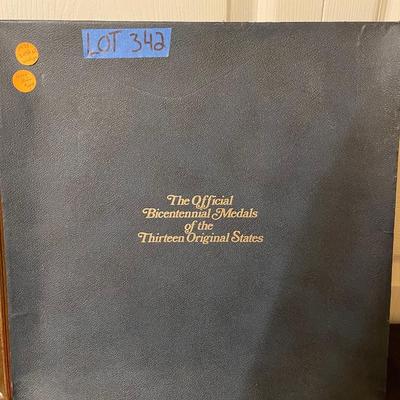 LOT 342
The Official
Bicentennial Medals
of the
Thirteen Original States